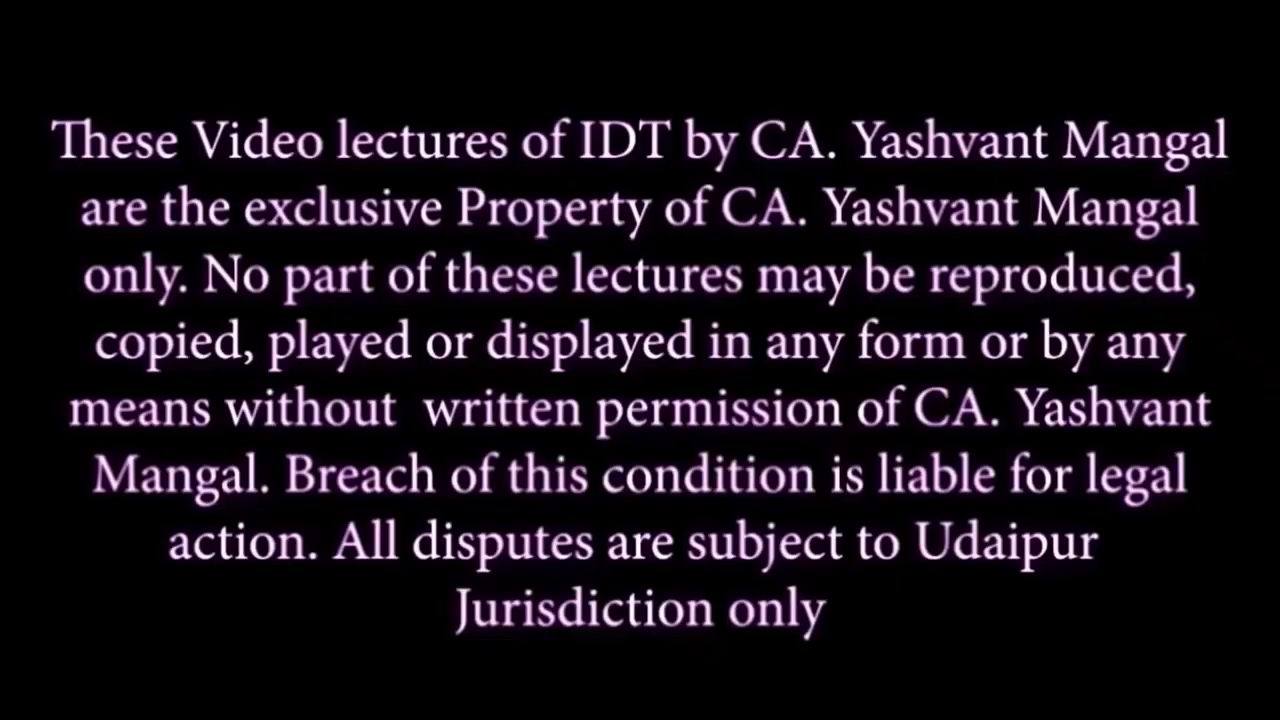 These Video lectures of IDT by CA. Yashvant Mangal
are the exclusive Property of CA. Yashvant Mangal
only. No part of these lectures may be reproduced,
copied, played or displayed in any form or by any
means without  written permission of CA. Yashvant
Mangal. Breach of this condition is liable for legal
action. All disputes are subject to Udaipur
Jurisdiction only